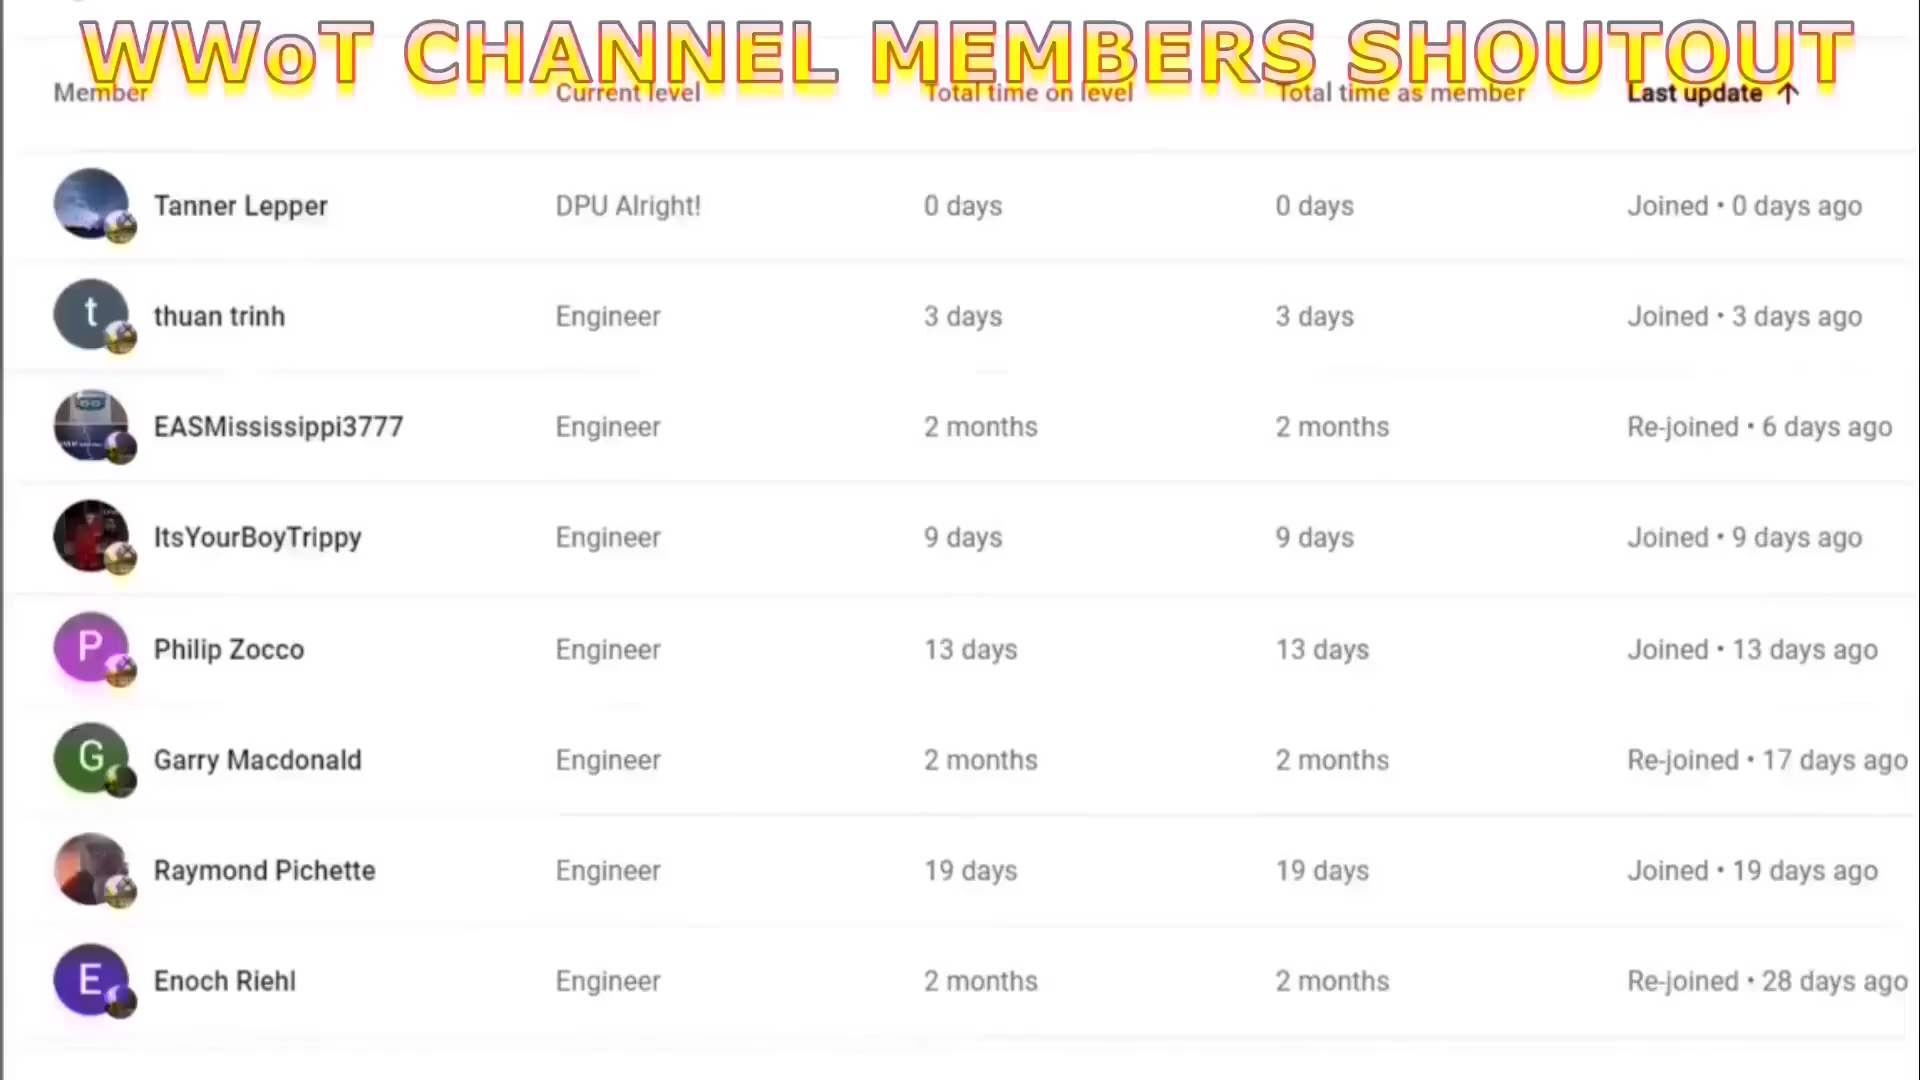 WWoT CHANNEL MEMBERS SHOUTOUT
Member Current level Total time on level Total time as member Last update ↑
Tanner Lepper DPU Alright! 0 days 0 days Joined • 0 days ago
t thuan trinh Engineer 3 days 3 days Joined • 3 days ago
EASMississippi3777 Engineer 2 months 2 months Re-joined • 6 days ago
ItsYourBoyTrippy Engineer 9 days 9 days Joined • 9 days ago
P Philip Zocco Engineer 13 days 13 days Joined • 13 days ago
G Garry Macdonald Engineer 2 months 2 months Re-joined • 17 days ago
Raymond Pichette Engineer 19 days 19 days Joined • 19 days ago
E Enoch Riehl Engineer 2 months 2 months Re-joined • 28 days ago